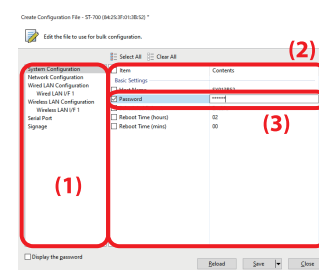 Create Configuration File - ST-700 (84:25:3F:01:3B:52) *
Edit the file to use for bulk configuration.
Select All Clear All
(2)
System Configuration
Network Configuration
Wired LAN Configuration
Wired LAN I/F 1
Wireless LAN Configuration
Wireless LAN I/F 1
Serial Port
Signage
(1)
Item Contents
Basic Settings
Host Name
Password ******
(3)
Reboot Time (hours) 02
Reboot Time (mins) 00
Display the password
Reload Save Close